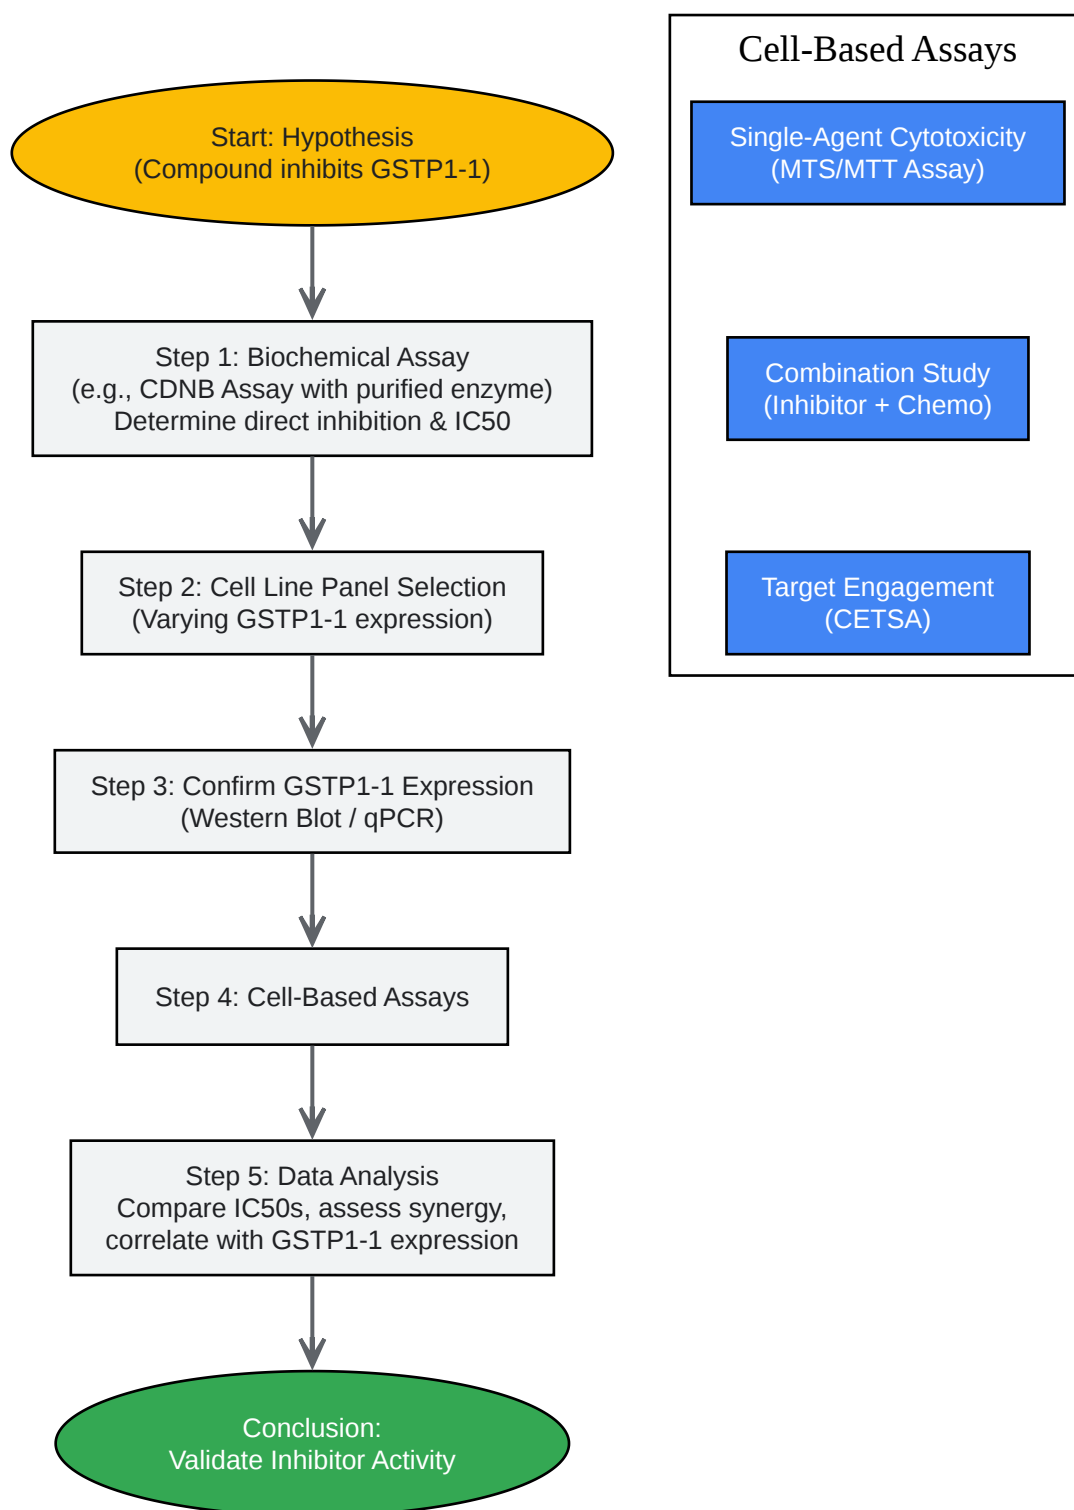 Start: Hypothesis
(Compound inhibits GSTP1-1)
Step 1: Biochemical Assay
(e.g., CDNB Assay with purified enzyme)
Determine direct inhibition & IC50
Step 2: Cell Line Panel Selection
(Varying GSTP1-1 expression)
Step 3: Confirm GSTP1-1 Expression
(Western Blot / qPCR)
Step 4: Cell-Based Assays
Step 5: Data Analysis
Compare IC50s, assess synergy,
correlate with GSTP1-1 expression
Conclusion:
Validate Inhibitor Activity
Cell-Based Assays
Single-Agent Cytotoxicity
(MTS/MTT Assay)
Combination Study
(Inhibitor + Chemo)
Target Engagement
(CETSA)